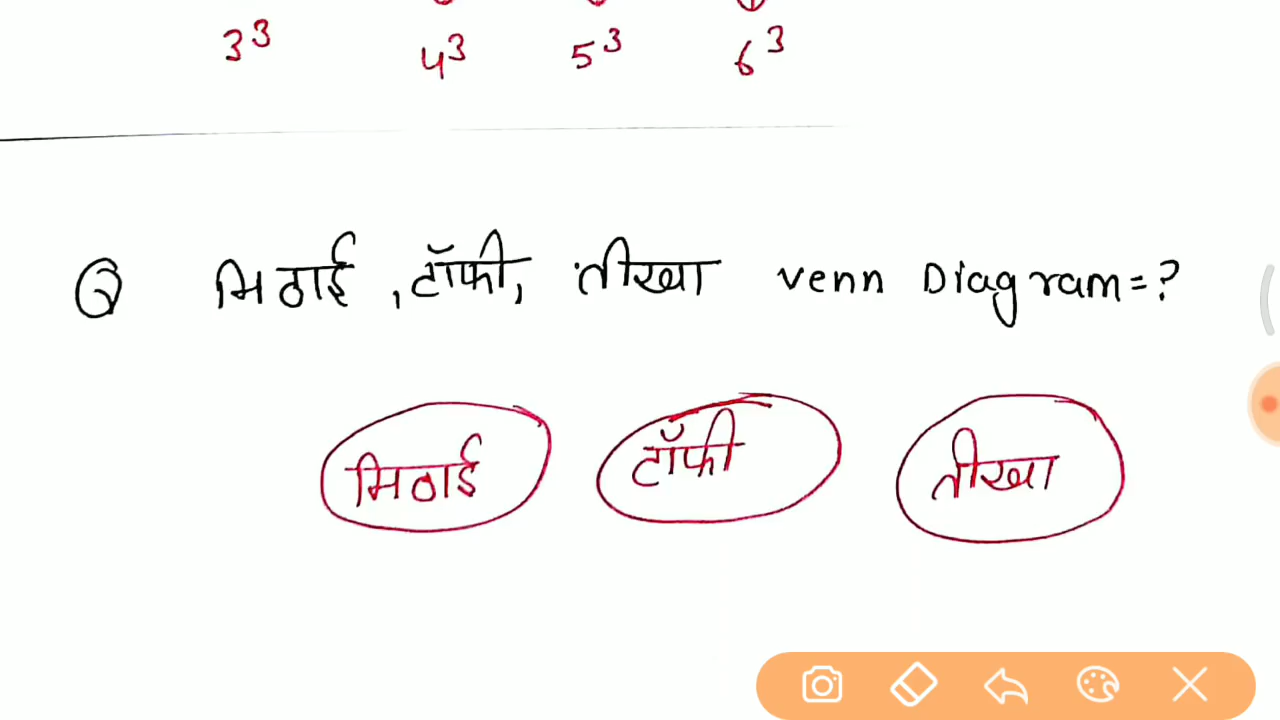 3³ 4³ 5³ 6³
Q मिठाई , टॉफी, तीखा venn Diagram=?
मिठाई टॉफी तीखा